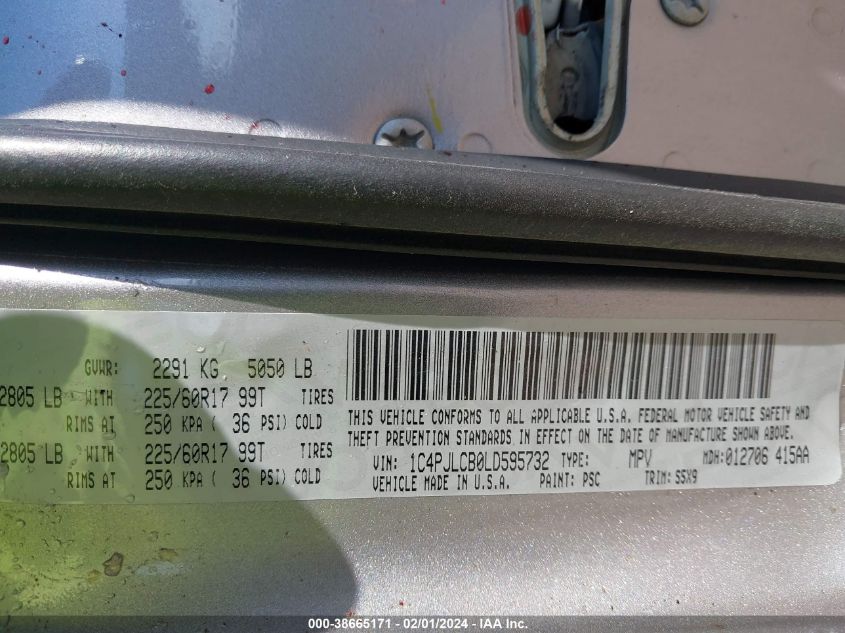 GVWR: 2291 KG 5050 LB
2805 LB WITH 225/60R17 99T TIRES
RIMS AT 250 KPA ( 36 PSI) COLD
2805 LB WITH 225/60R17 99T TIRES
RIMS AT 250 KPA ( 36 PSI) COLD
THIS VEHICLE CONFORMS TO ALL APPLICABLE U.S.A. FEDERAL MOTOR VEHICLE SAFETY AND
THEFT PREVENTION STANDARDS IN EFFECT ON THE DATE OF MANUFACTURE SHOWN ABOVE.
VIN: 1C4PJLCB0LD595732 TYPE: MPV MDH:012706 415AA
VEHICLE MADE IN U.S.A. PAINT: PSC TRIM: S5X9
000-38665171 - 02/01/2024 - IAA Inc.